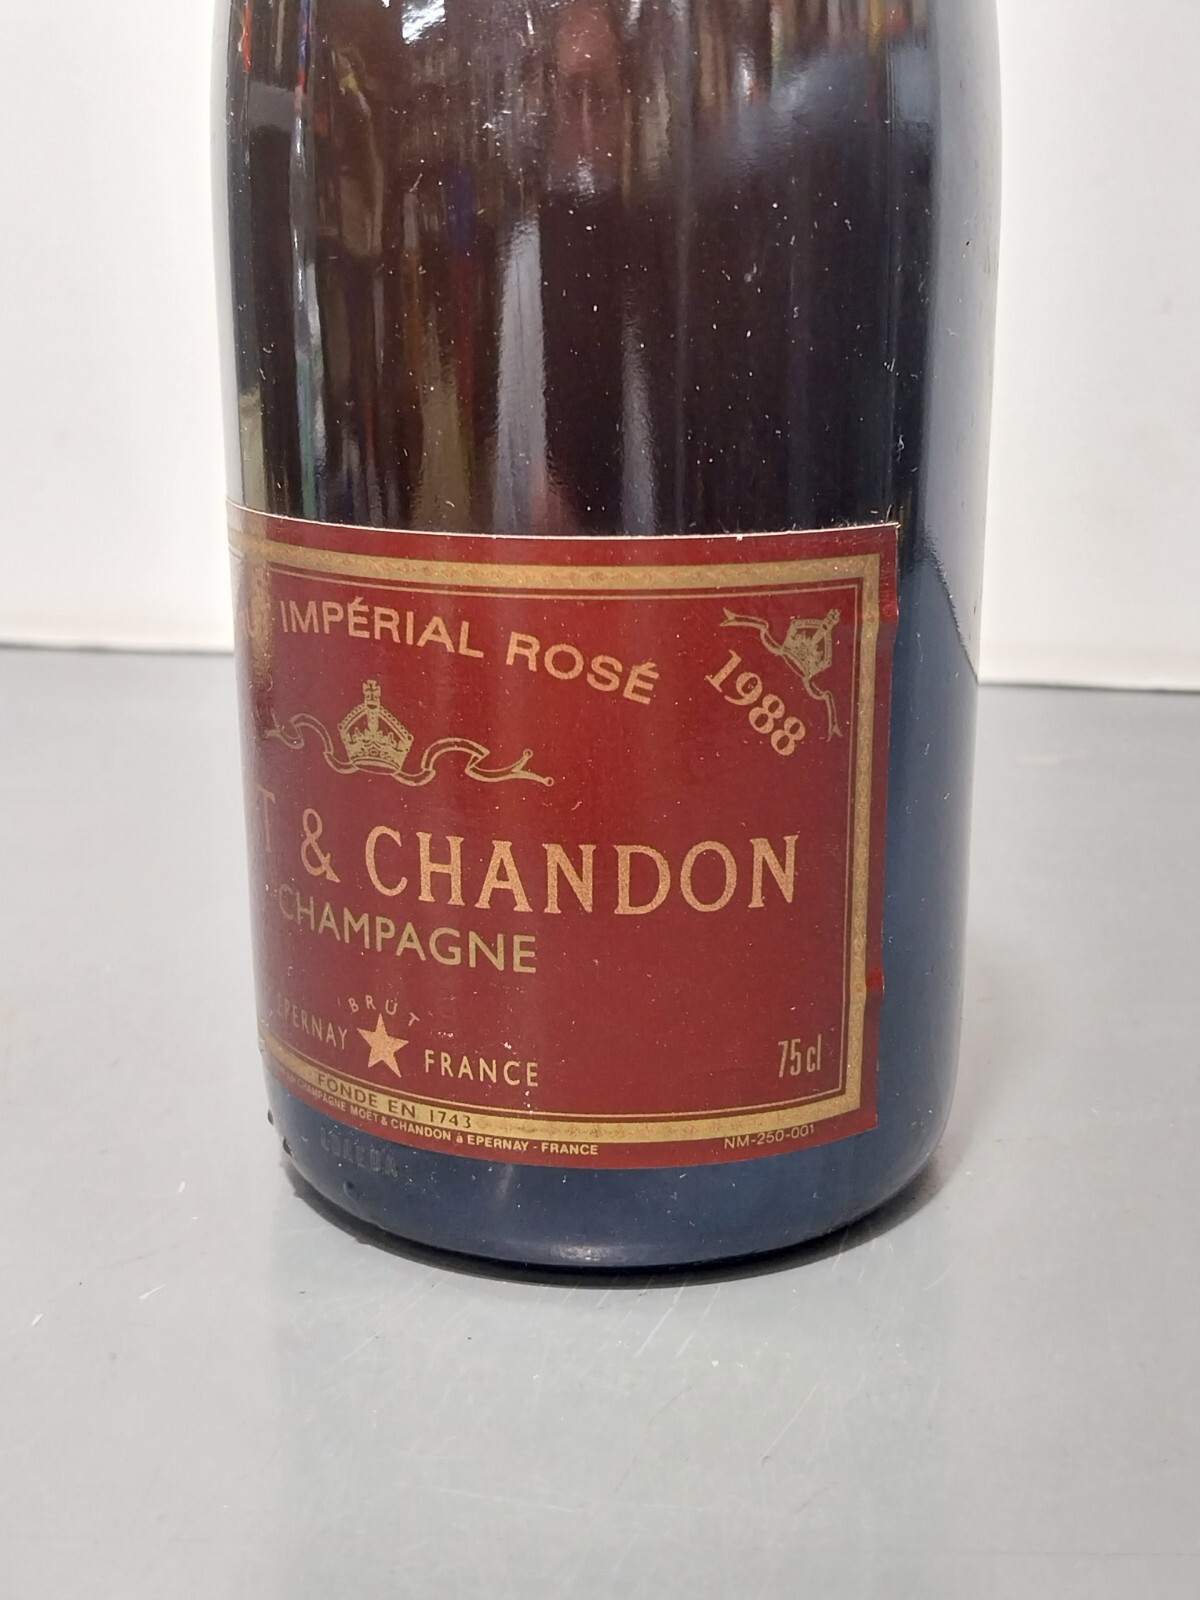 IMPÉRIAL ROSÉ
1988
T & CHANDON
CHAMPAGNE
BRUT
EPERNAY FRANCE
75cl
FONDE EN 1743
CHAMPAGNE MOËT & CHANDON à EPERNAY - FRANCE
NM-250-001